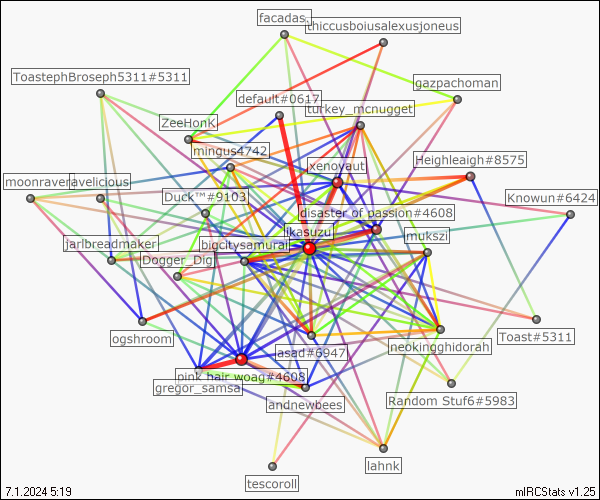 facadas
thiccusboiusalexusjoneus
ToastephBroseph5311#5311
gazpachoman
default#0617
turkey_mcnugget
ZeeHonK
mingus4742
xenoyaut
Heighleaigh#8575
moonraven
ravelicious
Duck™#9103
Knowun#6424
disaster of passion#4608
ikasuzu
mukszi
jarlbreadmaker
bigcitysamurai
Dogger_Dig
ogshroom
Toast#5311
asad#6947
neokingghidorah
pink hair woag#4608
gregor_samsa
andnewbees
Random Stuf6#5983
lahnk
tescoroll
7.1.2024 5:19
mIRCStats v1.25